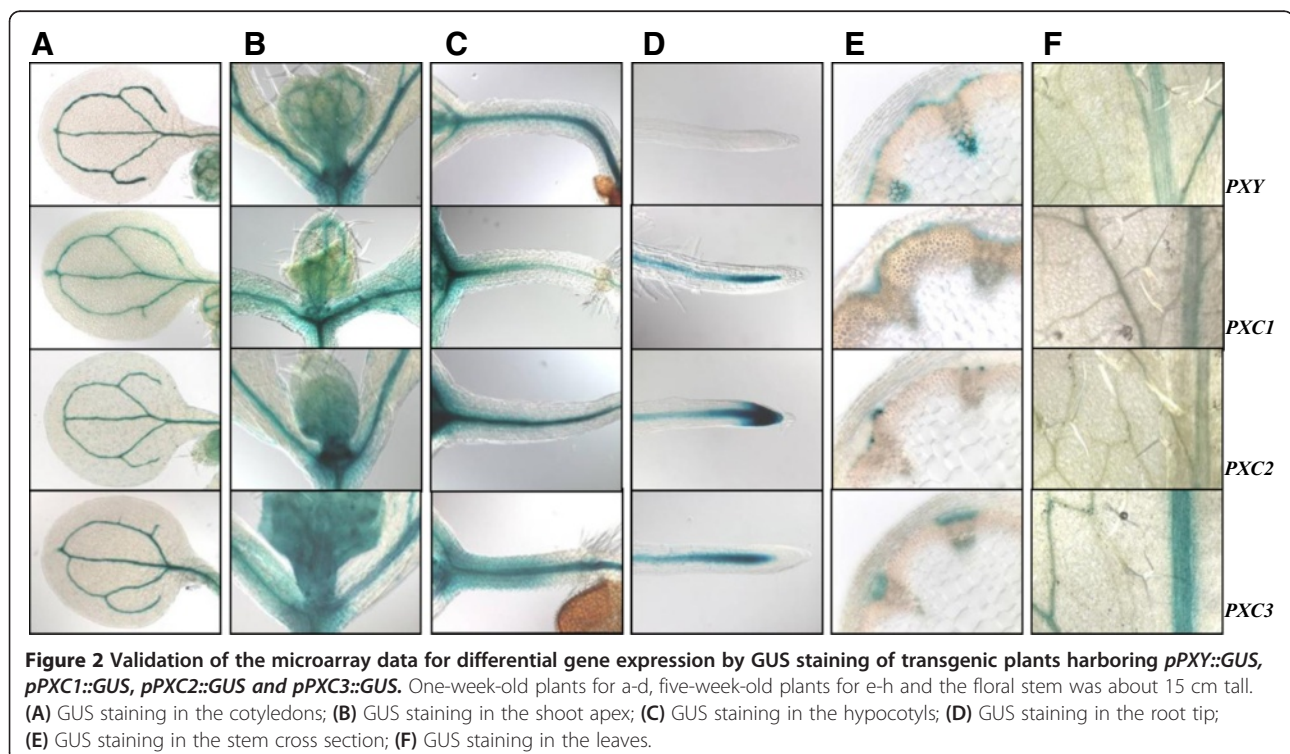 A B C D E F
PXY
PXC1
PXC2
PXC3
Figure 2 Validation of the microarray data for differential gene expression by GUS staining of transgenic plants harboring pPXY::GUS,
pPXC1::GUS, pPXC2::GUS and pPXC3::GUS. One-week-old plants for a-d, five-week-old plants for e-h and the floral stem was about 15 cm tall.
(A) GUS staining in the cotyledons; (B) GUS staining in the shoot apex; (C) GUS staining in the hypocotyls; (D) GUS staining in the root tip;
(E) GUS staining in the stem cross section; (F) GUS staining in the leaves.